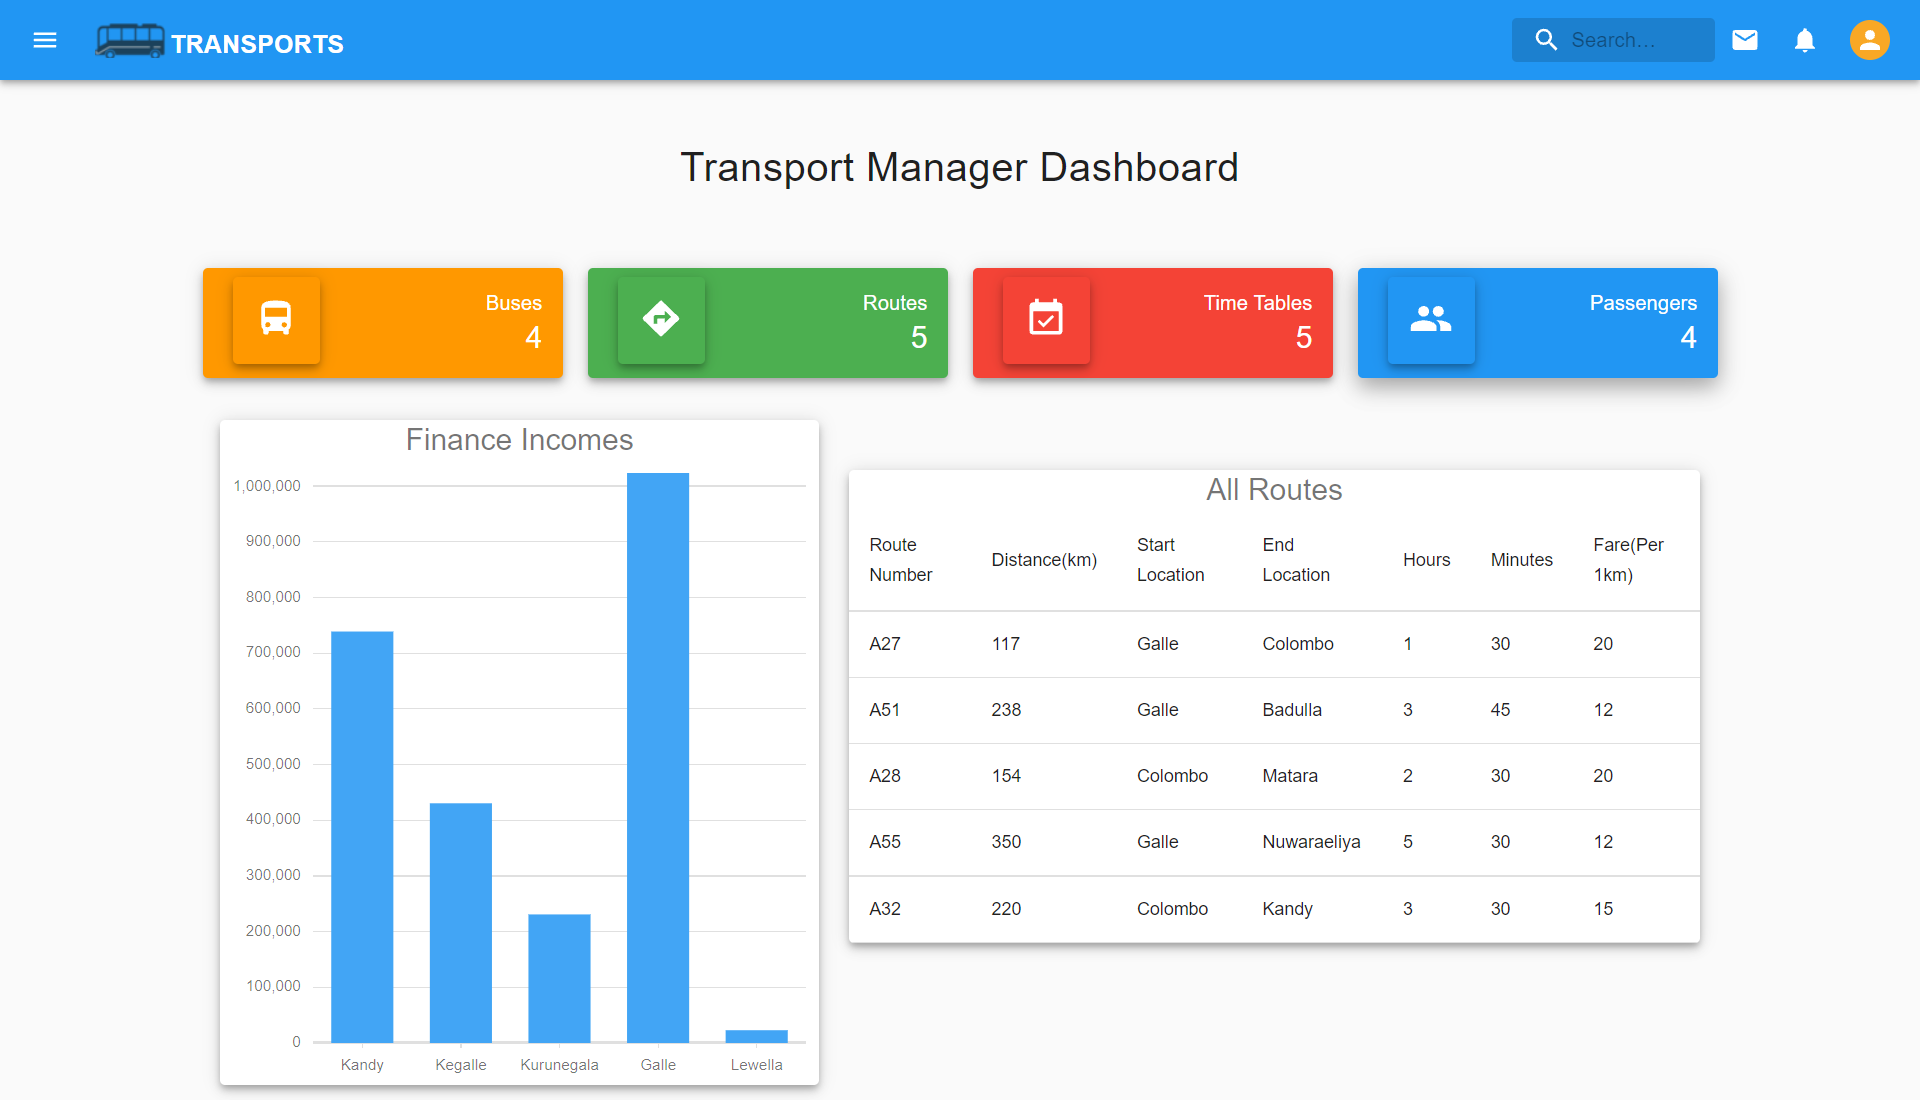 TRANSPORTS
Search…
Transport Manager Dashboard
Buses
4
Routes
5
Time Tables
5
Passengers
4
Finance Incomes
1,000,000
900,000
800,000
700,000
600,000
500,000
400,000
300,000
200,000
100,000
0
Kandy Kegalle Kurunegala Galle Lewella
All Routes
Route Number Distance(km) Start Location End Location Hours Minutes Fare(Per 1km)
A27 117 Galle Colombo 1 30 20
A51 238 Galle Badulla 3 45 12
A28 154 Colombo Matara 2 30 20
A55 350 Galle Nuwaraeliya 5 30 12
A32 220 Colombo Kandy 3 30 15